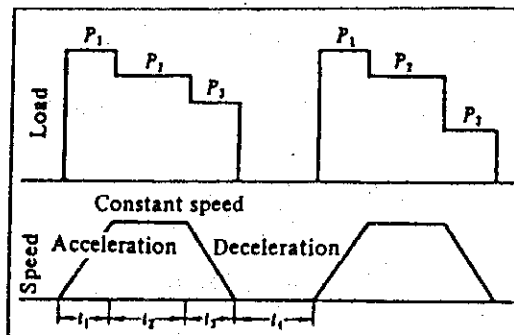 P₁ P₂ P₃ P₁ P₂ P₃
Load
Constant speed
Acceleration Deceleration
Speed
t₁ t₂ t₃ t₄